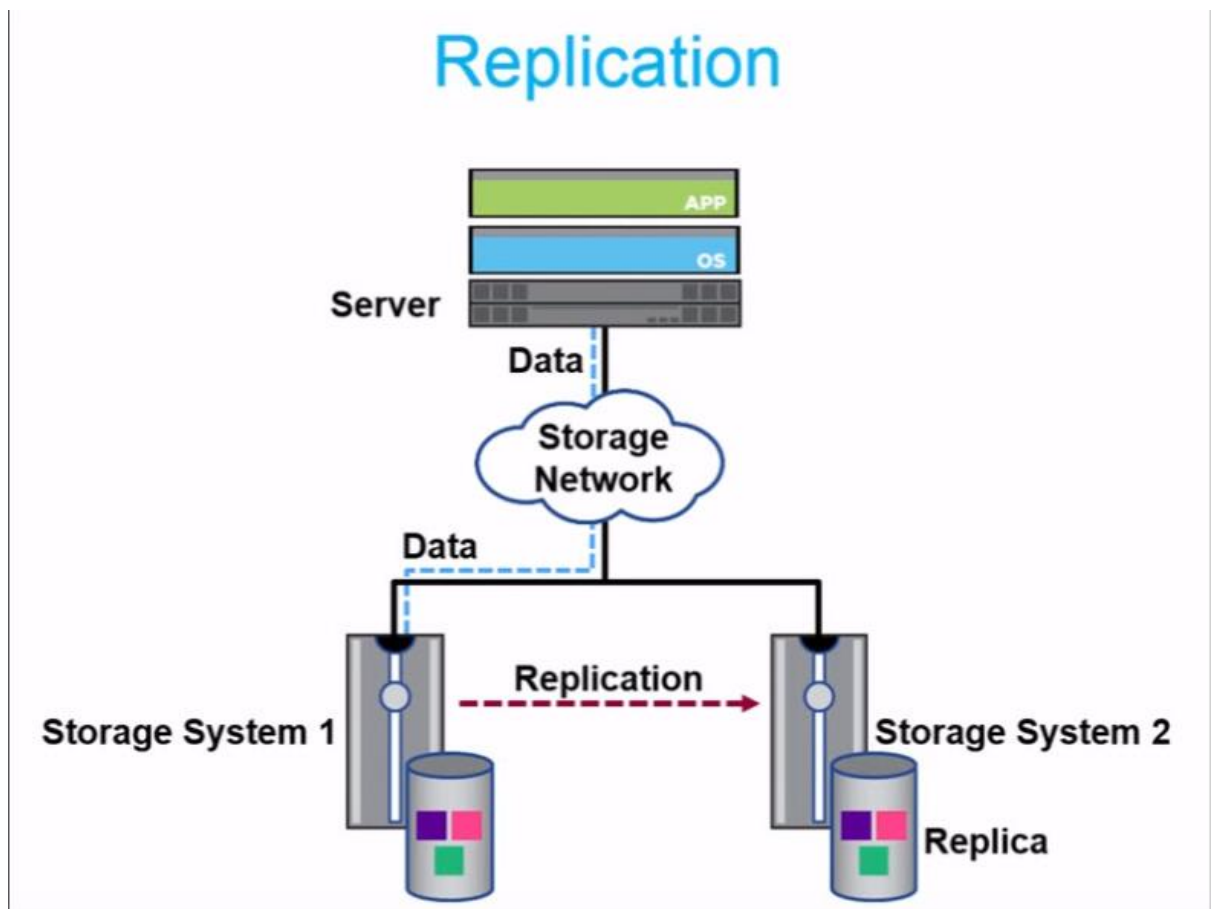 Replication
APP
OS
Server
Data
Storage
Network
Data
Replication
Storage System 1
Storage System 2
Replica